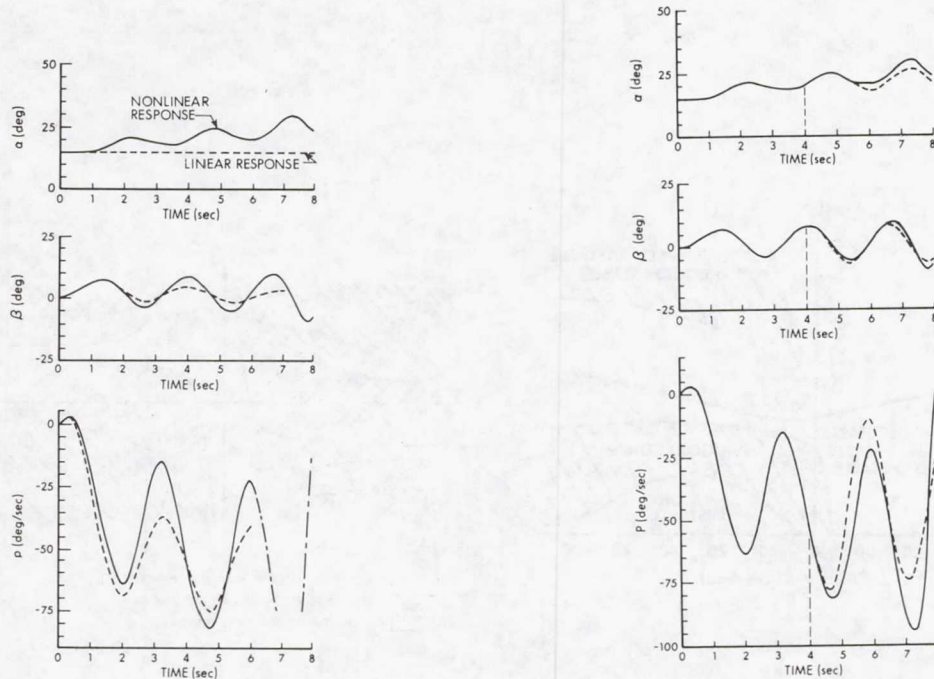 50
25
0
α (deg)
NONLINEAR
RESPONSE
LINEAR RESPONSE
0 1 2 3 4 5 6 7 8
TIME (sec)
25
0
-25
β (deg)
0 1 2 3 4 5 6 7 8
TIME (sec)
0
-25
-50
-75
p (deg/sec)
0 1 2 3 4 5 6 7 8
TIME (sec)
50
25
0
α (deg)
0 1 2 3 4 5 6 7 8
TIME (sec)
25
0
-25
β (deg)
0 1 2 3 4 5 6 7 8
TIME (sec)
0
-25
-50
-75
-100
p (deg/sec)
0 1 2 3 4 5 6 7
TIME (sec)